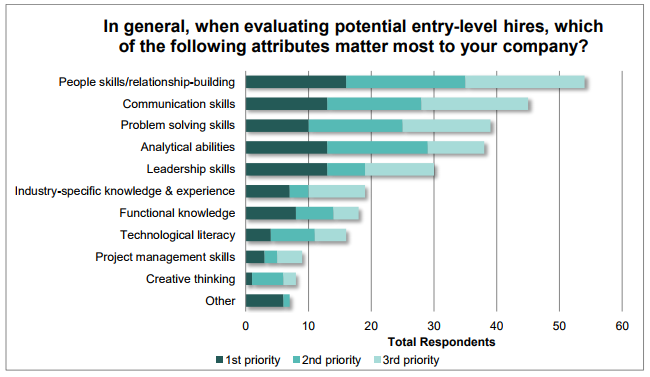 In general, when evaluating potential entry-level hires, which
of the following attributes matter most to your company?
People skills/relationship-building
Communication skills
Problem solving skills
Analytical abilities
Leadership skills
Industry-specific knowledge & experience
Functional knowledge
Technological literacy
Project management skills
Creative thinking
Other
0 10 20 30 40 50 60
Total Respondents
1st priority 2nd priority 3rd priority